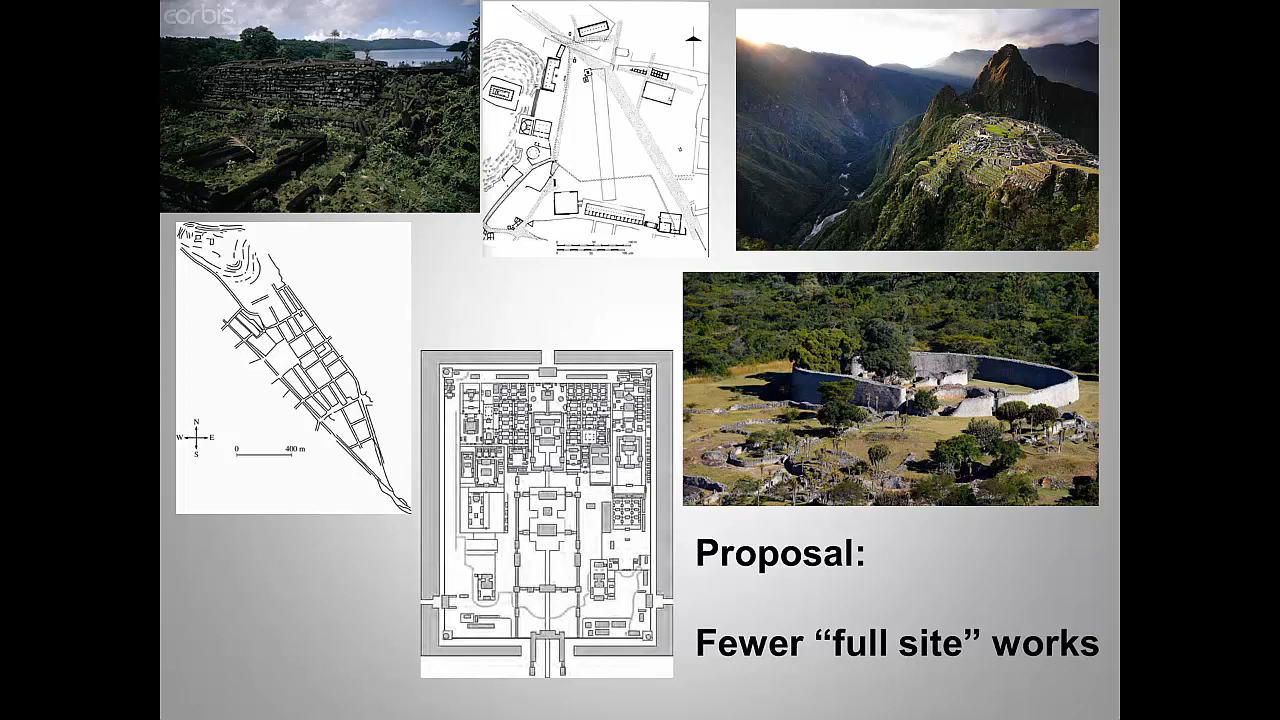 corbis.
N
W
E
S
0
400 m
Proposal:
Fewer “full site” works